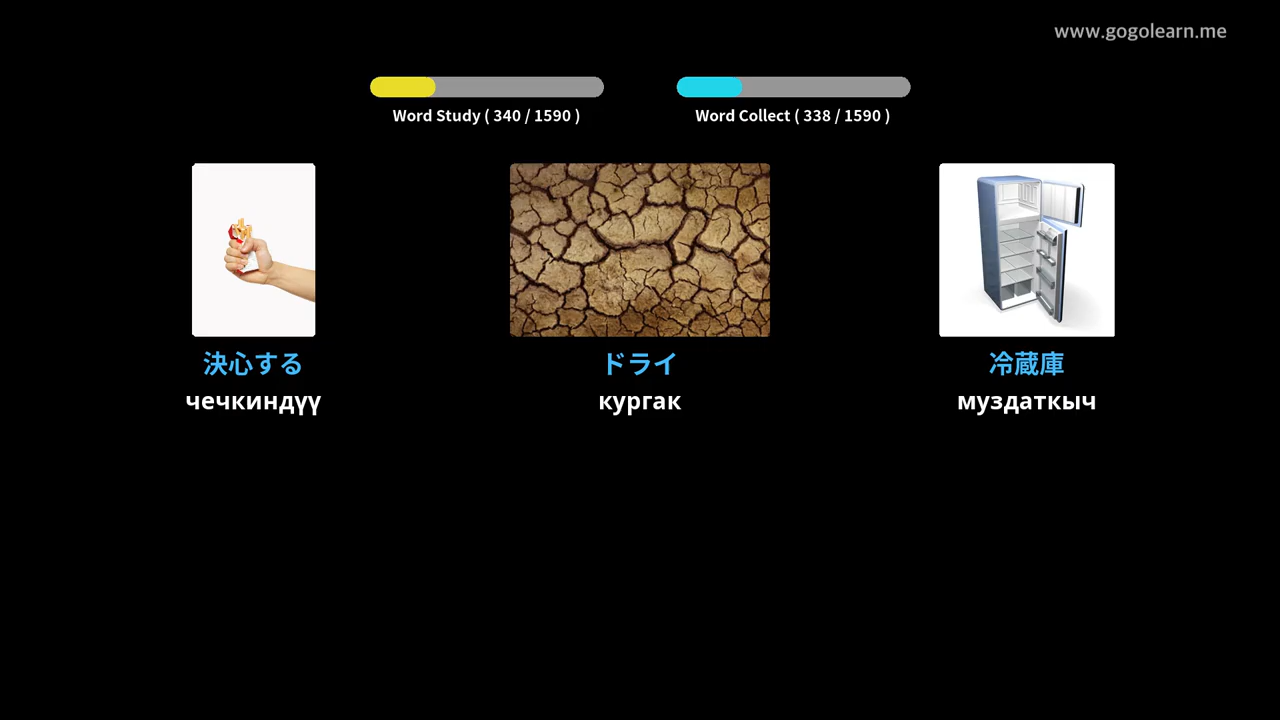 www.gogolearn.me
Word Study ( 340 / 1590 )
Word Collect ( 338 / 1590 )
決心する
чечкиндүү
ドライ
кургак
冷蔵庫
муздаткыч